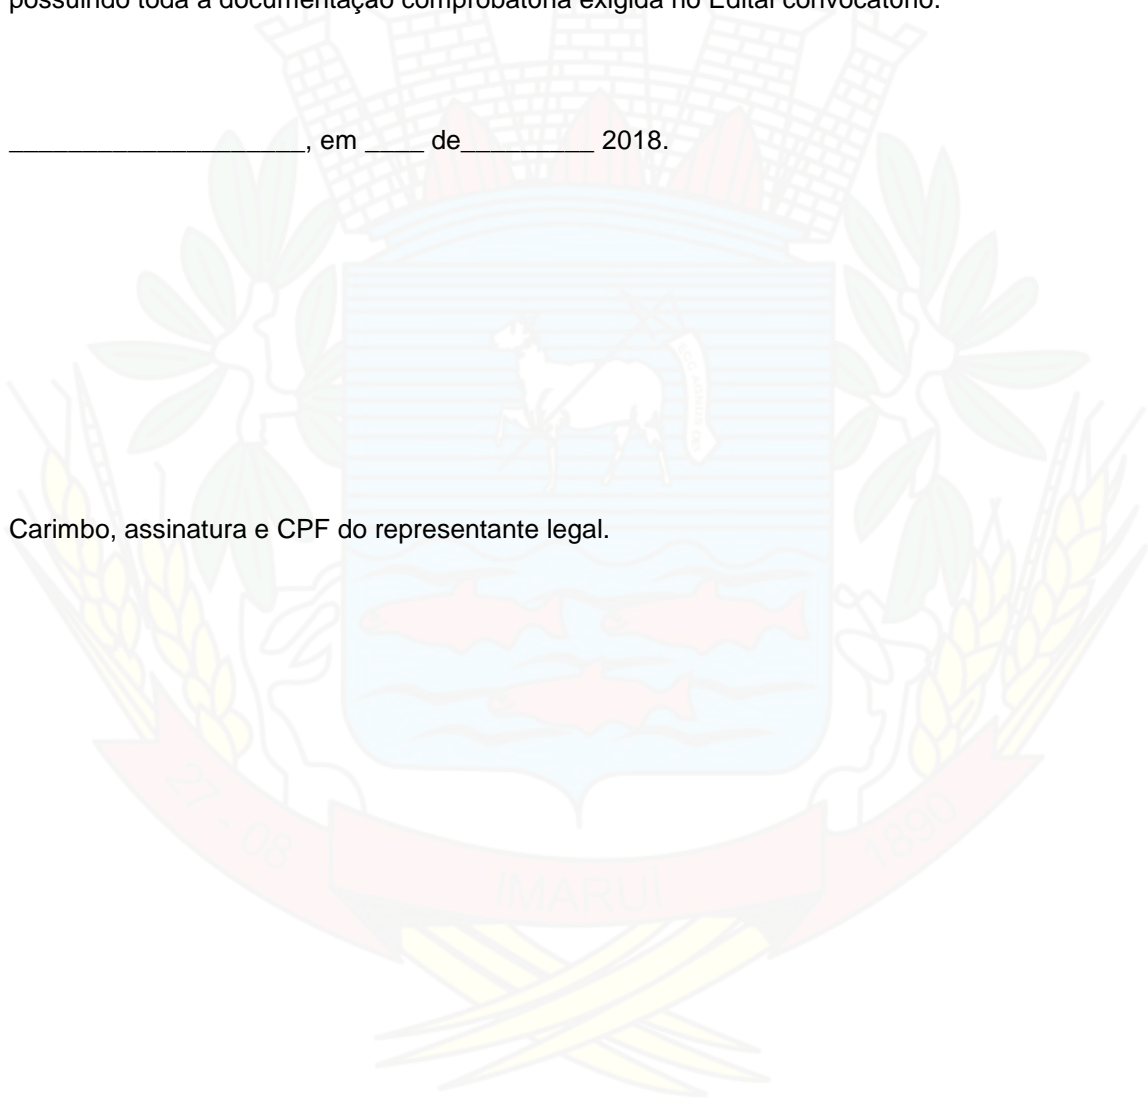 possuindo toda a documentação comprobatória exigida no Edital convocatório.
____________________, em ____ de_________ 2018.
Carimbo, assinatura e CPF do representante legal.
27 - 08
1890
IMARUÍ